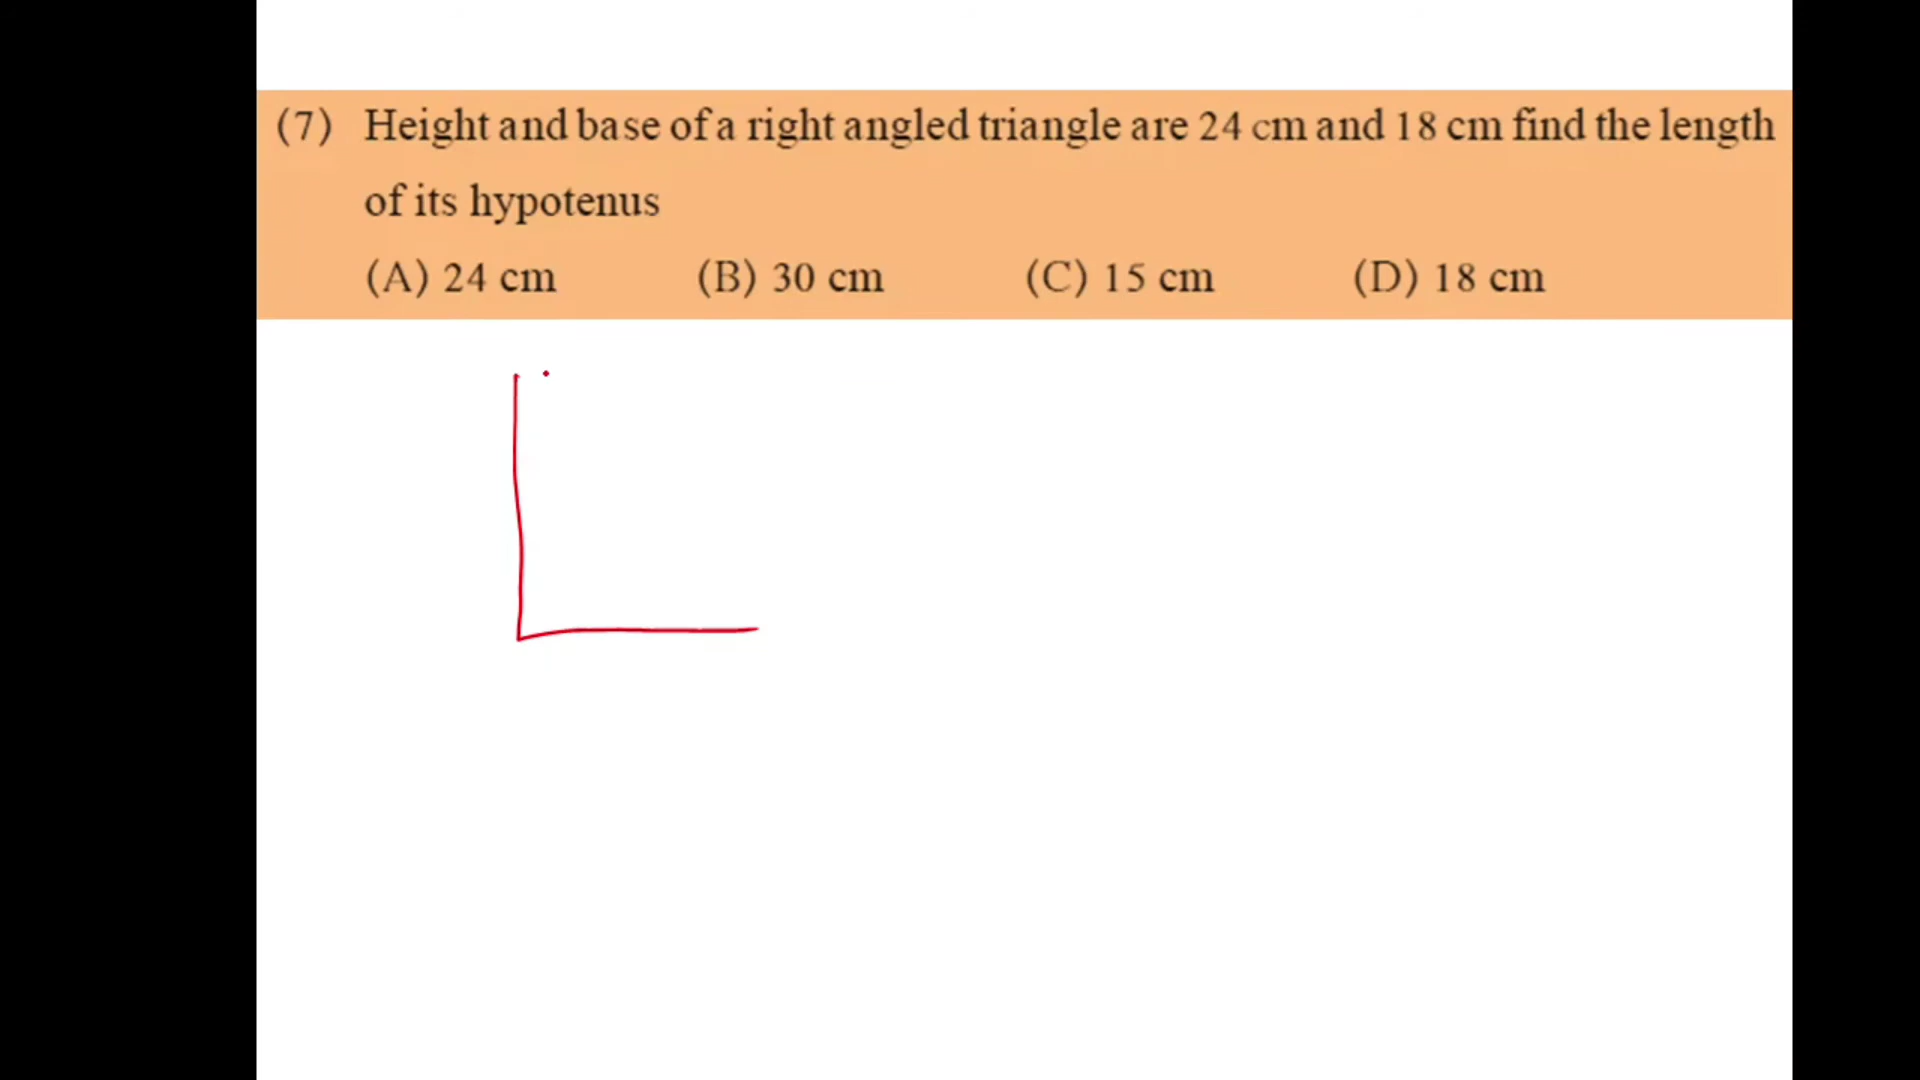 (7) Height and base of a right angled triangle are 24 cm and 18 cm find the length
of its hypotenus
(A) 24 cm (B) 30 cm (C) 15 cm (D) 18 cm